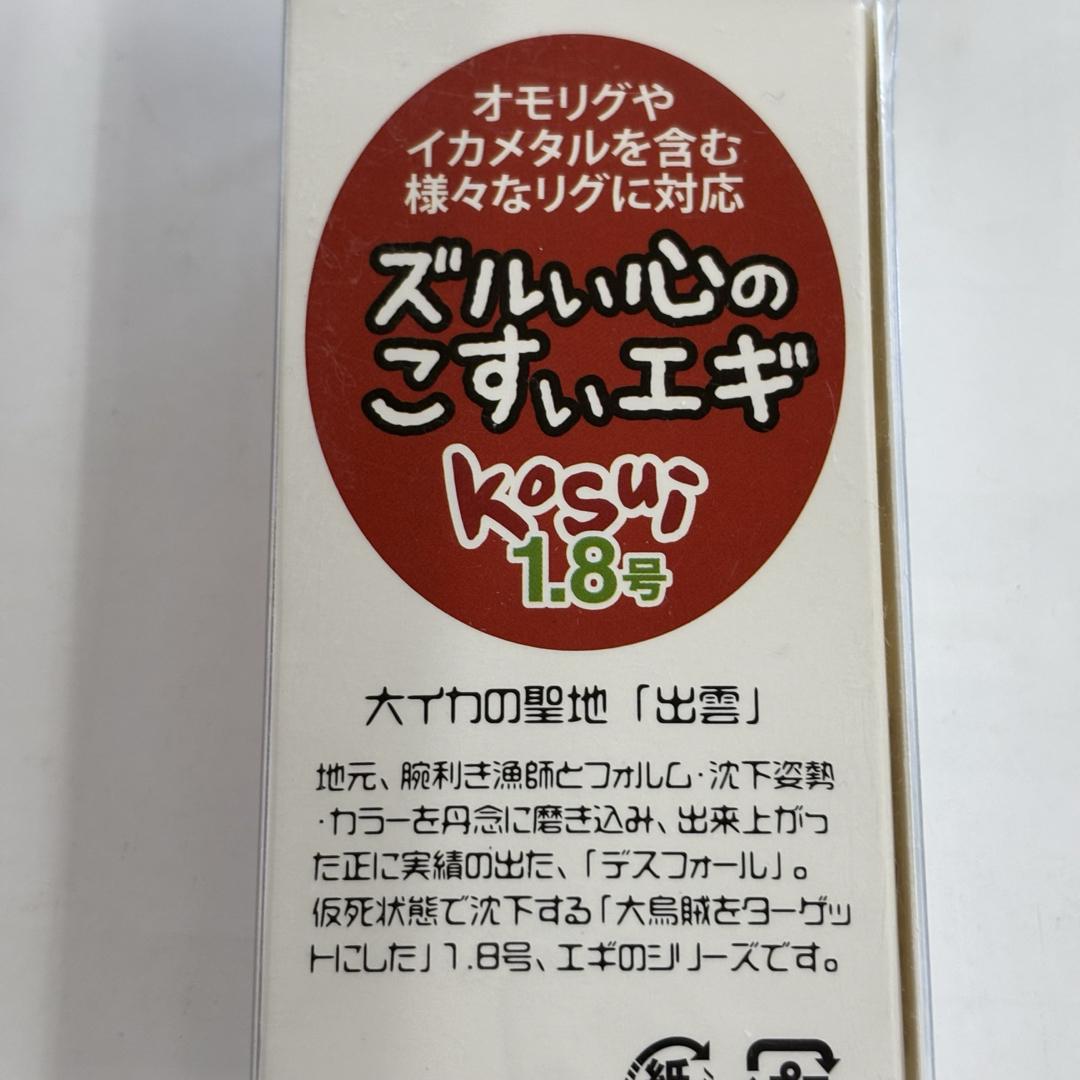 オモリグや
イカメタルを含む
様々なリグに対応
ズルい心の
こすいエギ
kosui
1.8号
大イカの聖地「出雲」
地元、腕利き漁師とフォルム・沈下姿勢
・カラーを丹念に磨き込み、出来上がっ
た正に実績の出た、「デスフォール」。
仮死状態で沈下する「大烏賊をターゲッ
トにした」1.8号、エギのシリーズです。
紙